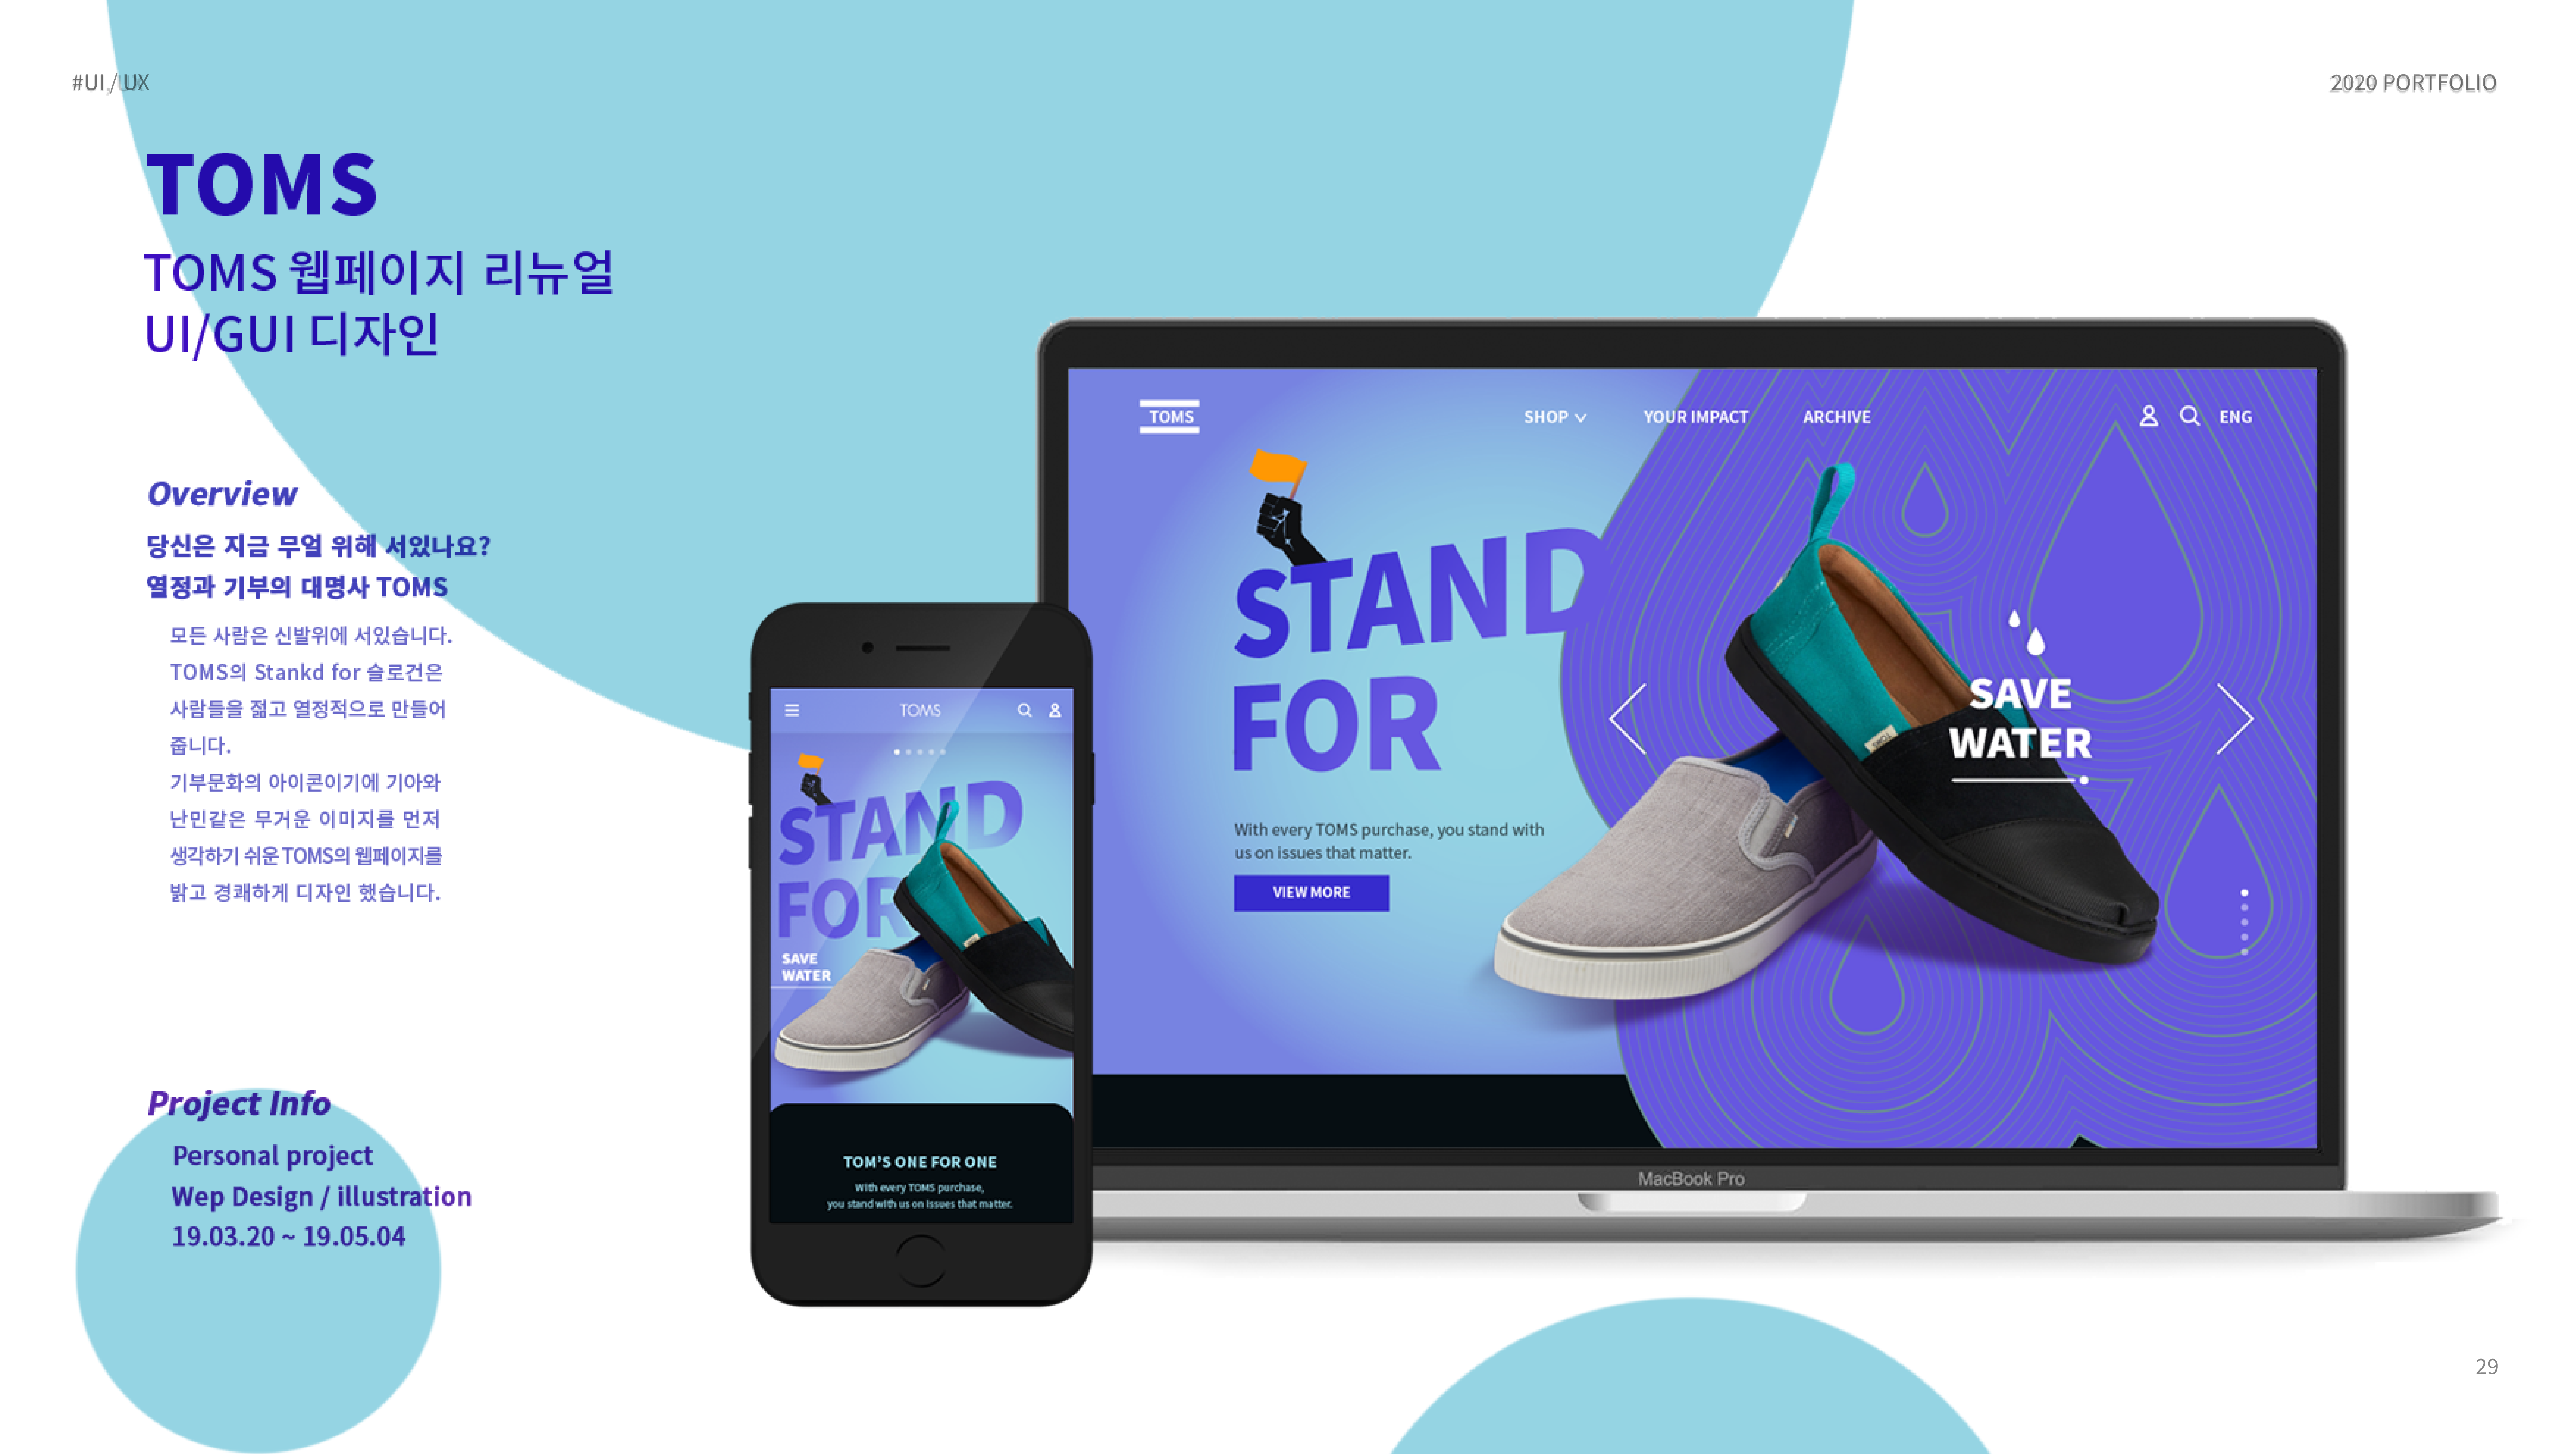 #UI / UX
2020 PORTFOLIO
TOMS
TOMS 웹페이지 리뉴얼
UI/GUI 디자인
Overview
당신은 지금 무얼 위해 서있나요?
열정과 기부의 대명사 TOMS
모든 사람은 신발위에 서있습니다.
TOMS의 Stankd for 슬로건은
사람들을 젊고 열정적으로 만들어
줍니다.
기부문화의 아이콘이기에 기아와
난민같은 무거운 이미지를 먼저
생각하기 쉬운 TOMS의 웹페이지를
밝고 경쾌하게 디자인 했습니다.
Project Info
Personal project
Wep Design / illustration
19.03.20 ~ 19.05.04
TOMS
STAND
FOR
SAVE
WATER
TOM'S ONE FOR ONE
With every TOMS purchase,
you stand with us on issues that matter.
TOMS
SHOP
YOUR IMPACT
ARCHIVE
ENG
STAND
FOR
With every TOMS purchase, you stand with
us on issues that matter.
VIEW MORE
SAVE
WATER
TOMS
MacBook Pro
29